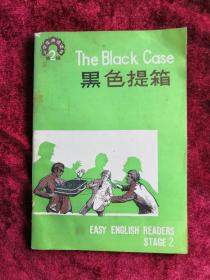 2
The Black Case
黑色提箱
EASY ENGLISH READERS
STAGE 2